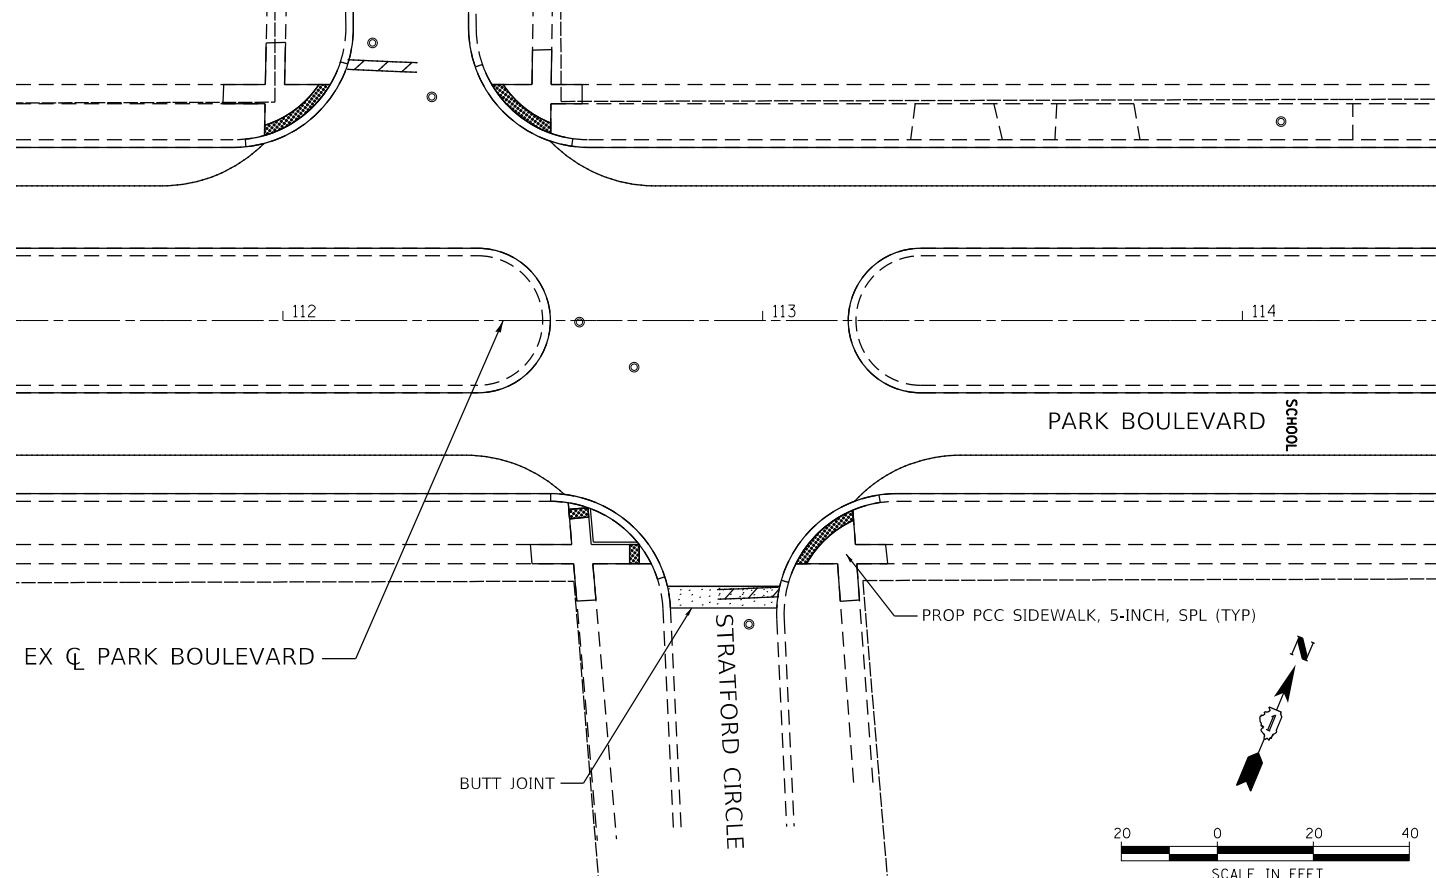 112
113
114
PARK BOULEVARD
SCHOOL
PROP PCC SIDEWALK, 5-INCH, SPL (TYP)
EX ℄ PARK BOULEVARD
STRATFORD CIRCLE
N
BUTT JOINT
20 0 20 40
SCALE IN FEET